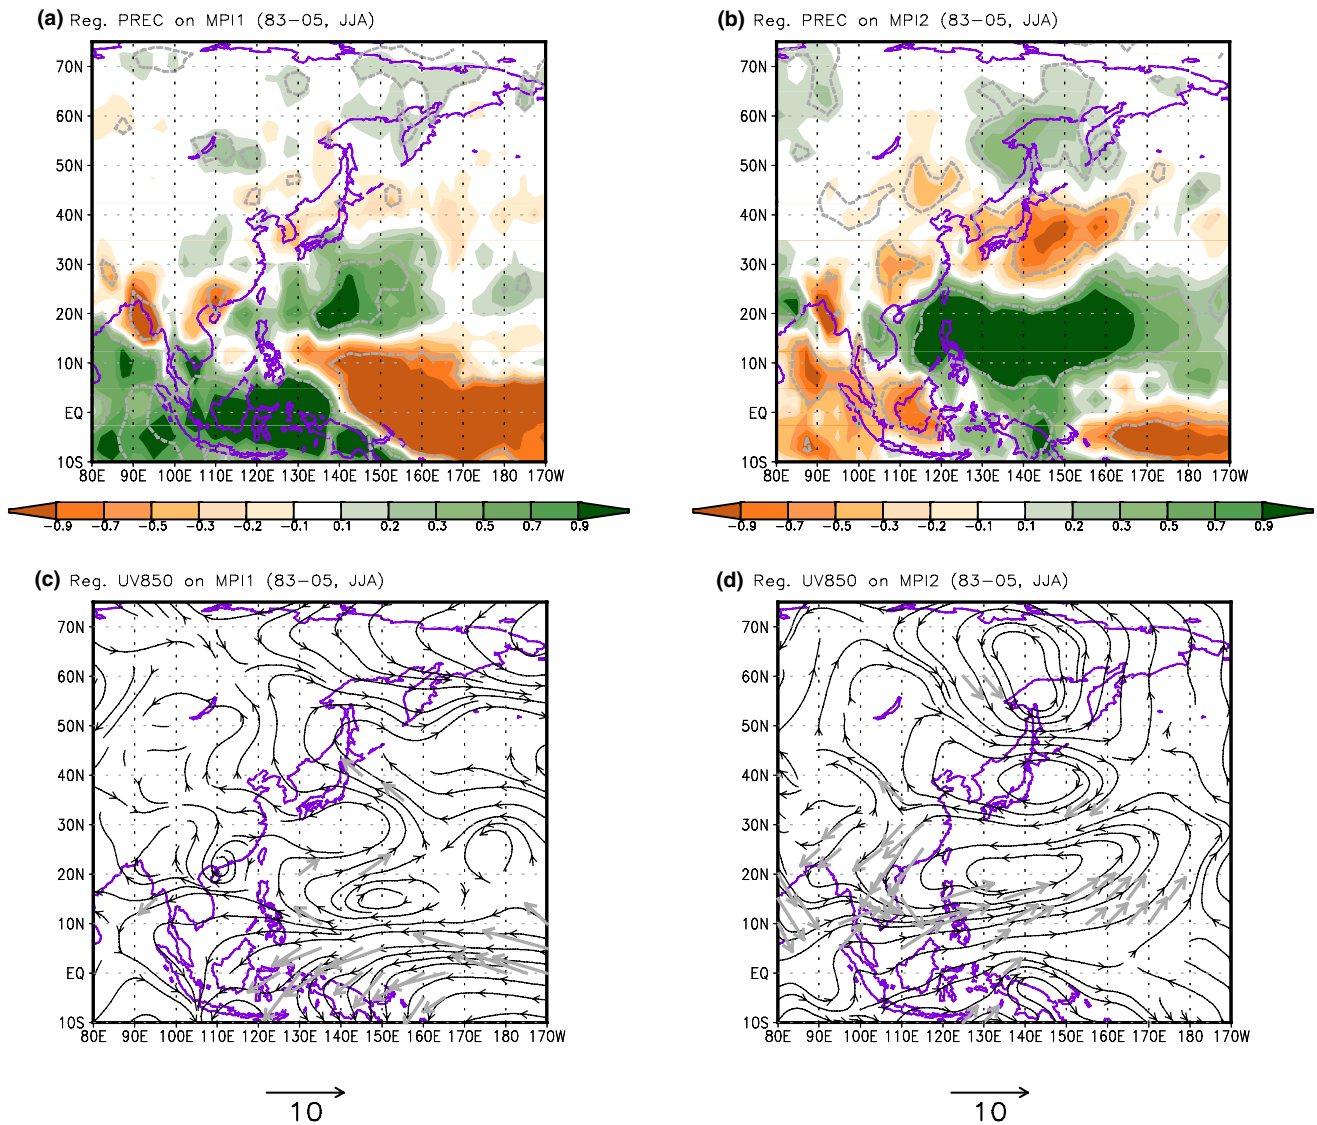 (a) Reg. PREC on MPI1 (83−05, JJA)
70N
60N
50N
40N
30N
20N
10N
EQ
10S
80E 90E 100E 110E 120E 130E 140E 150E 160E 170E 180 170W
−0.9 −0.7 −0.5 −0.3 −0.2 −0.1 0.1 0.2 0.3 0.5 0.7 0.9
(b) Reg. PREC on MPI2 (83−05, JJA)
70N
60N
50N
40N
30N
20N
10N
EQ
10S
80E 90E 100E 110E 120E 130E 140E 150E 160E 170E 180 170W
−0.9 −0.7 −0.5 −0.3 −0.2 −0.1 0.1 0.2 0.3 0.5 0.7 0.9
(c) Reg. UV850 on MPI1 (83−05, JJA)
70N
60N
50N
40N
30N
20N
10N
EQ
10S
80E 90E 100E 110E 120E 130E 140E 150E 160E 170E 180 170W
10
(d) Reg. UV850 on MPI2 (83−05, JJA)
70N
60N
50N
40N
30N
20N
10N
EQ
10S
80E 90E 100E 110E 120E 130E 140E 150E 160E 170E 180 170W
10